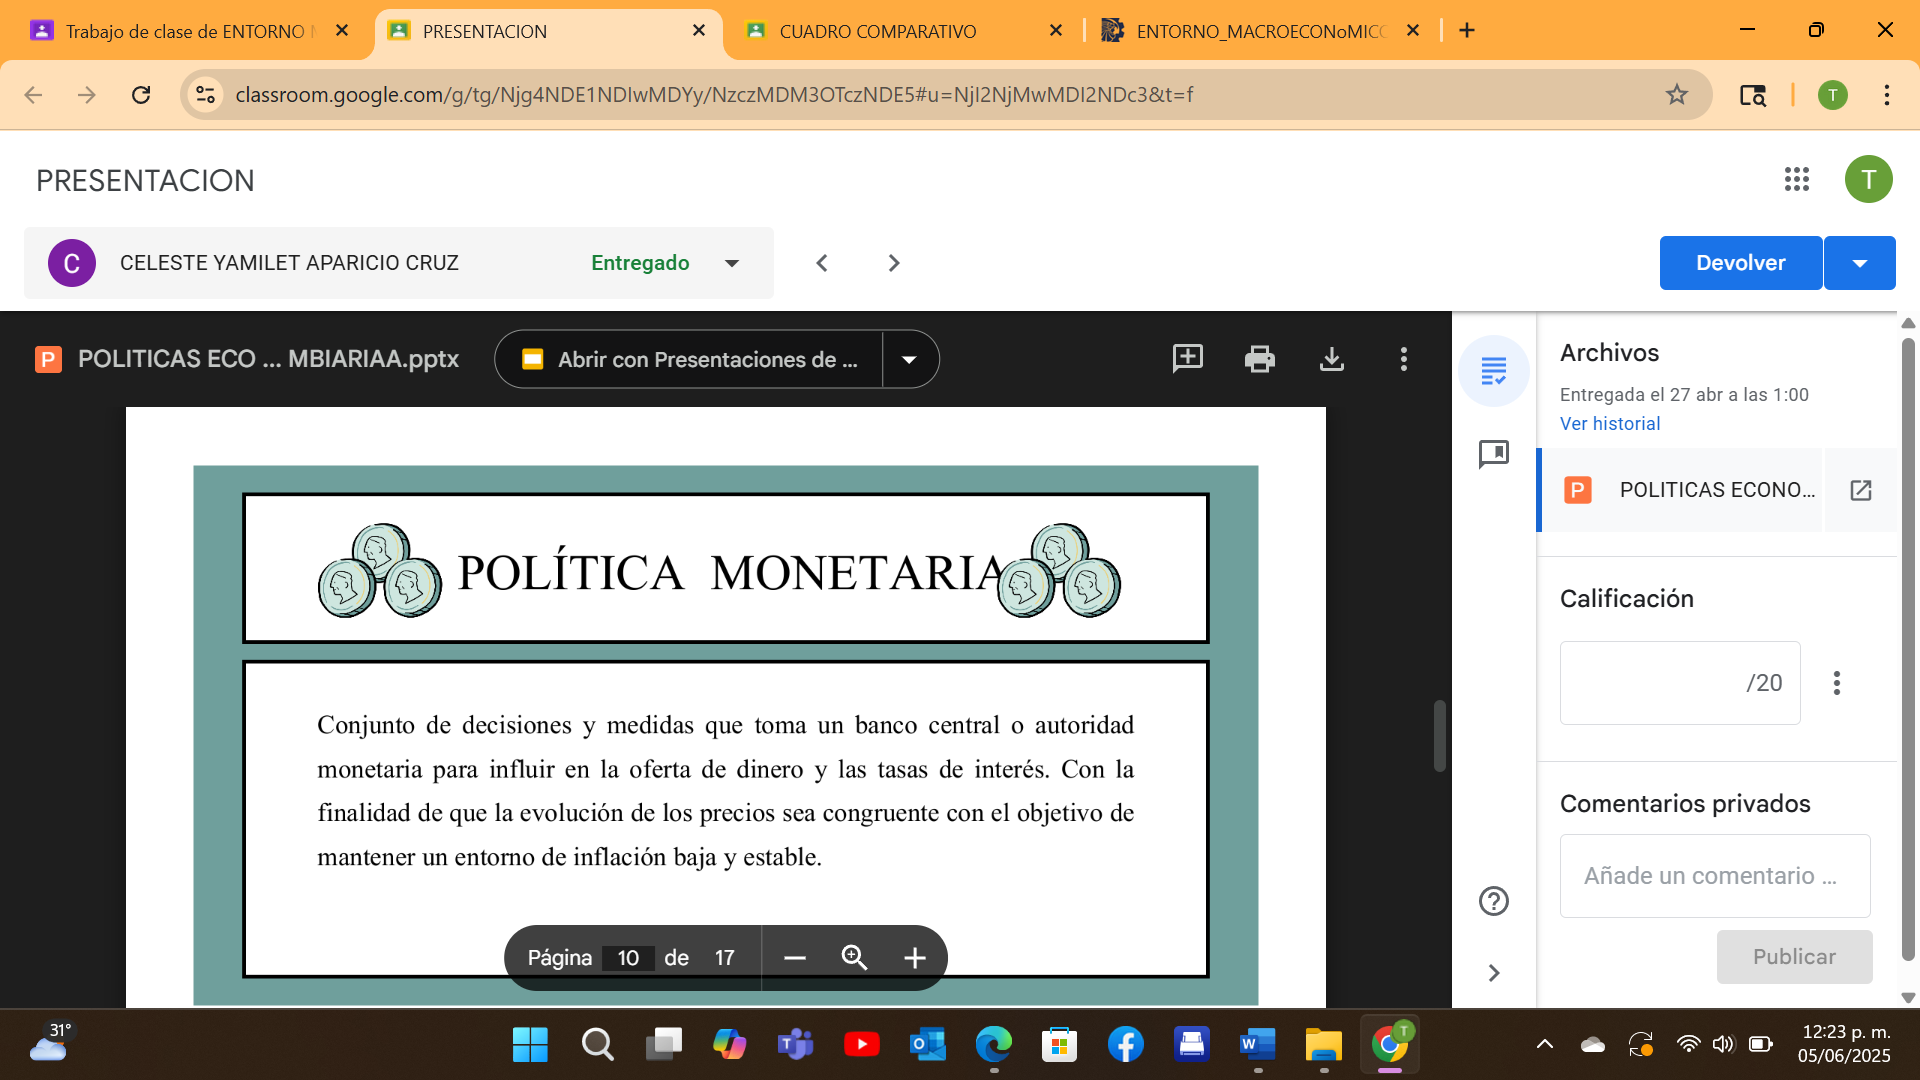 Trabajo de clase de ENTORNO
PRESENTACION
CUADRO COMPARATIVO
ENTORNO_MACROECONoMICO
classroom.google.com/g/tg/Njg4NDE1NDIwMDYy/NzczMDM3OTczNDE5#u=NjI2NjMwMDI2NDc3&t=f
T
PRESENTACION
T
C
CELESTE YAMILET APARICIO CRUZ
Entregado
Devolver
P
POLITICAS ECO ... MBIARIAA.pptx
Abrir con Presentaciones de ...
POLÍTICA MONETARIA
Conjunto de decisiones y medidas que toma un banco central o autoridad
monetaria para influir en la oferta de dinero y las tasas de interés. Con la
finalidad de que la evolución de los precios sea congruente con el objetivo de
mantener un entorno de inflación baja y estable.
Página 10 de 17
Archivos
Entregada el 27 abr a las 1:00
Ver historial
P
POLITICAS ECONO...
Calificación
/20
Comentarios privados
Añade un comentario ...
Publicar
31°
T
12:23 p. m.
05/06/2025